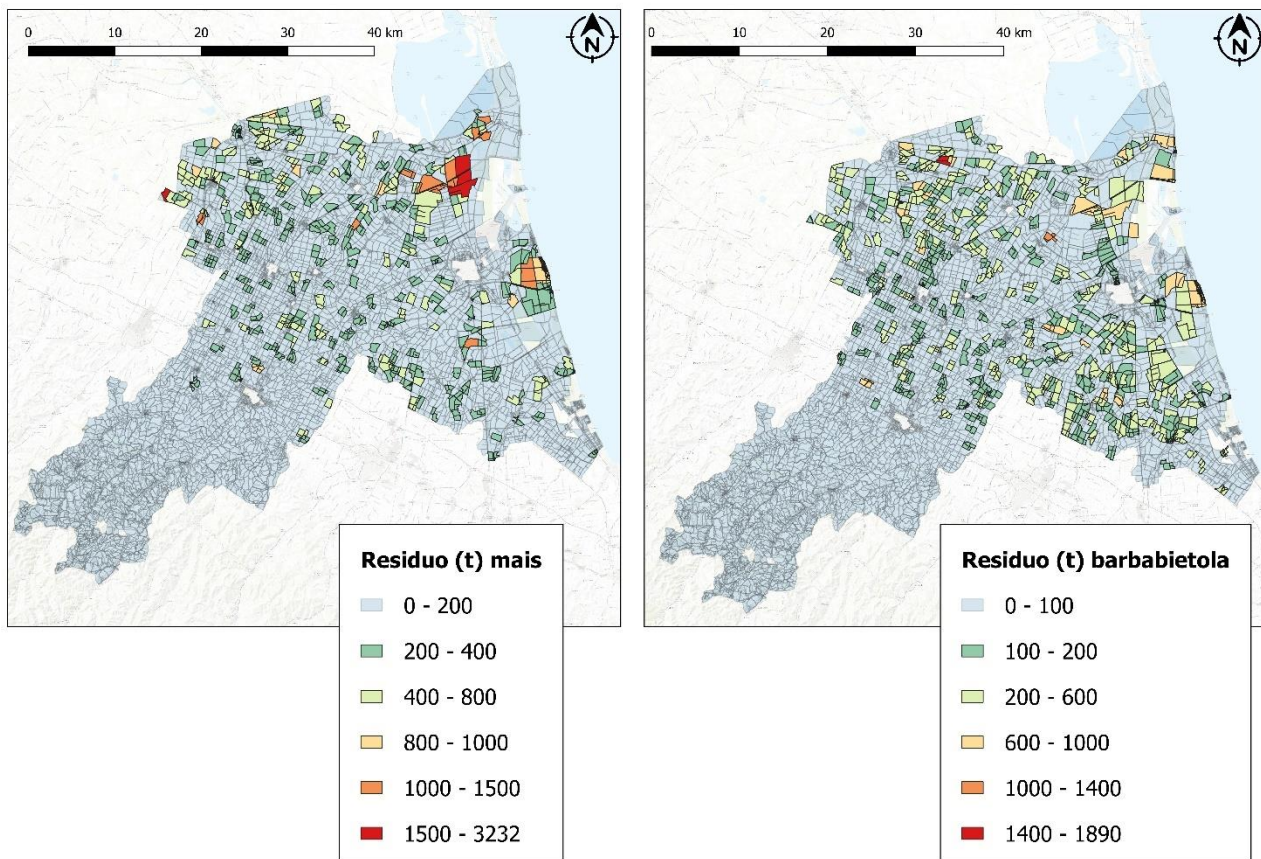 0 10 20 30 40 km
N
0 10 20 30 40 km
N
Residuo (t) mais
0 - 200
200 - 400
400 - 800
800 - 1000
1000 - 1500
1500 - 3232
Residuo (t) barbabietola
0 - 100
100 - 200
200 - 600
600 - 1000
1000 - 1400
1400 - 1890